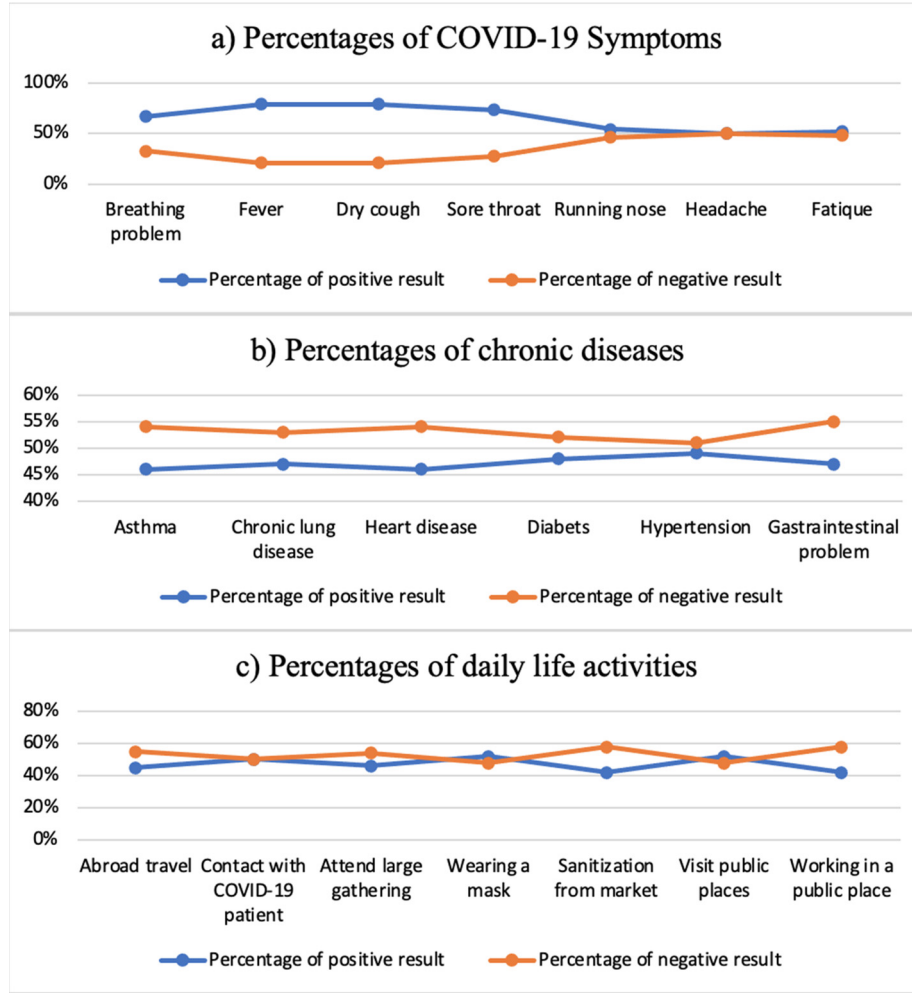 a) Percentages of COVID-19 Symptoms
100%
50%
0%
Breathing problem
Fever
Dry cough
Sore throat
Running nose
Headache
Fatique
Percentage of positive result
Percentage of negative result
b) Percentages of chronic diseases
60%
55%
50%
45%
40%
Asthma
Chronic lung disease
Heart disease
Diabets
Hypertension
Gastraintestinal problem
Percentage of positive result
Percentage of negative result
c) Percentages of daily life activities
80%
60%
40%
20%
0%
Abroad travel
Contact with COVID-19 patient
Attend large gathering
Wearing a mask
Sanitization from market
Visit public places
Working in a public place
Percentage of positive result
Percentage of negative result